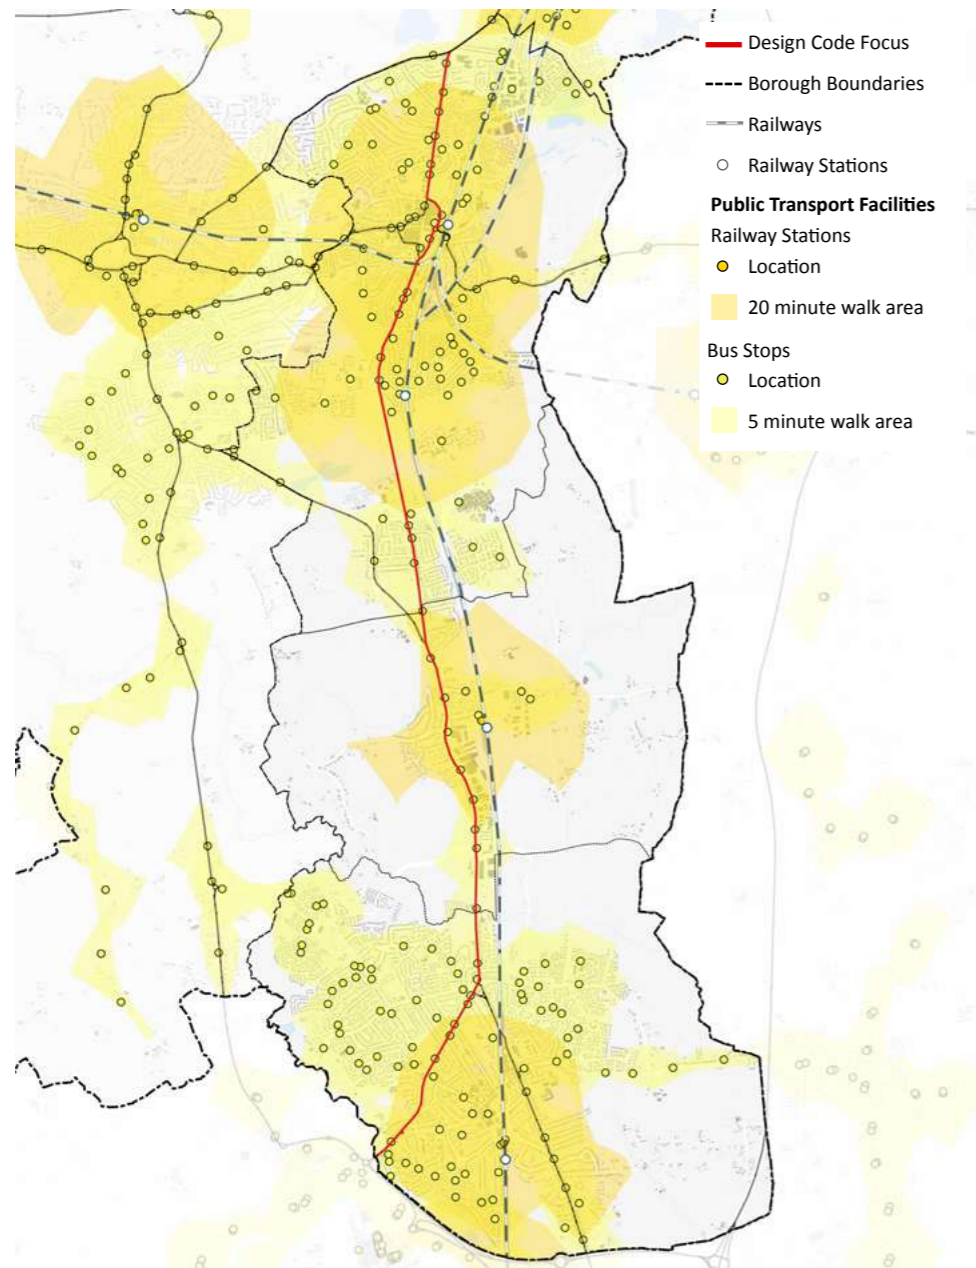 Design Code Focus
Borough Boundaries
Railways
Railway Stations
Public Transport Facilities
Railway Stations
Location
20 minute walk area
Bus Stops
Location
5 minute walk area